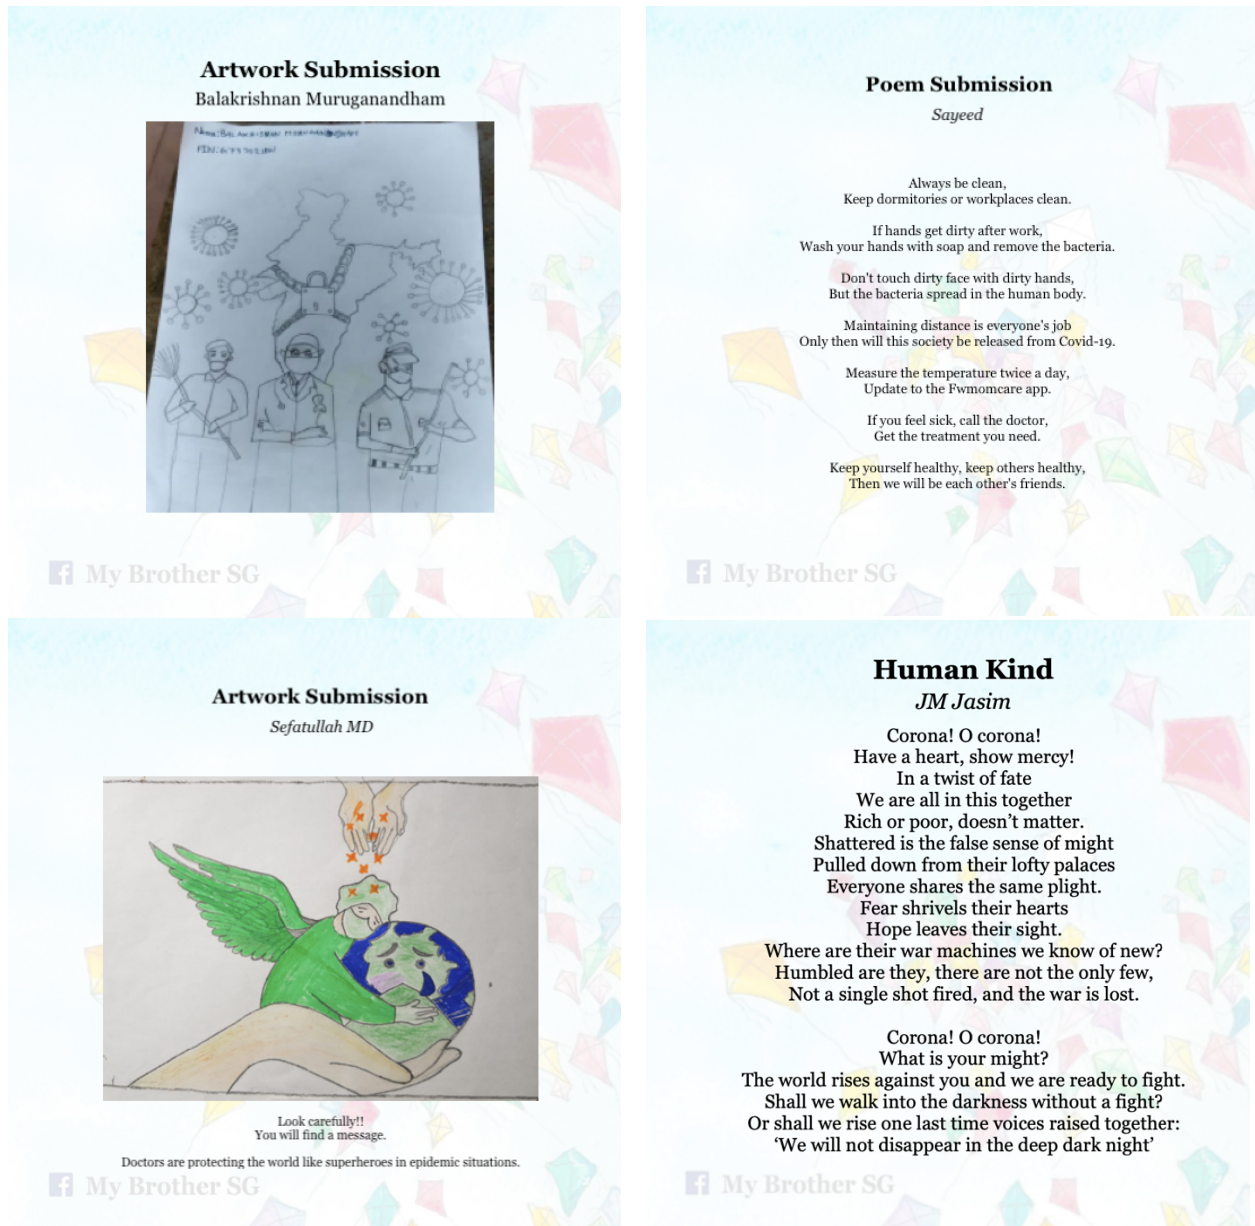 Artwork Submission
Balakrishnan Muruganandham
Name: BALAKRISHNAN
My Brother SG
Poem Submission
Sayeed
Always be clean,
Keep dormitories or workplaces clean.
If hands get dirty after work,
Wash your hands with soap and remove the bacteria.
Don't touch dirty face with dirty hands,
But the bacteria spread in the human body.
Maintaining distance is everyone's job
Only then will this society be released from Covid-19.
Measure the temperature twice a day,
Update to the Fwmomcare app.
If you feel sick, call the doctor,
Get the treatment you need.
Keep yourself healthy, keep others healthy,
Then we will be each other's friends.
My Brother SG
Artwork Submission
Sefatullah MD
Look carefully!!
You will find a message.
Doctors are protecting the world like superheroes in epidemic situations.
My Brother SG
Human Kind
JM Jasim
Corona! O corona!
Have a heart, show mercy!
In a twist of fate
We are all in this together
Rich or poor, doesn't matter.
Shattered is the false sense of might
Pulled down from their lofty palaces
Everyone shares the same plight.
Fear shrivels their hearts
Hope leaves their sight.
Where are their war machines we know of new?
Humbled are they, there are not the only few,
Not a single shot fired, and the war is lost.
Corona! O corona!
What is your might?
The world rises against you and we are ready to fight.
Shall we walk into the darkness without a fight?
Or shall we rise one last time voices raised together:
‘We will not disappear in the deep dark night’
My Brother SG